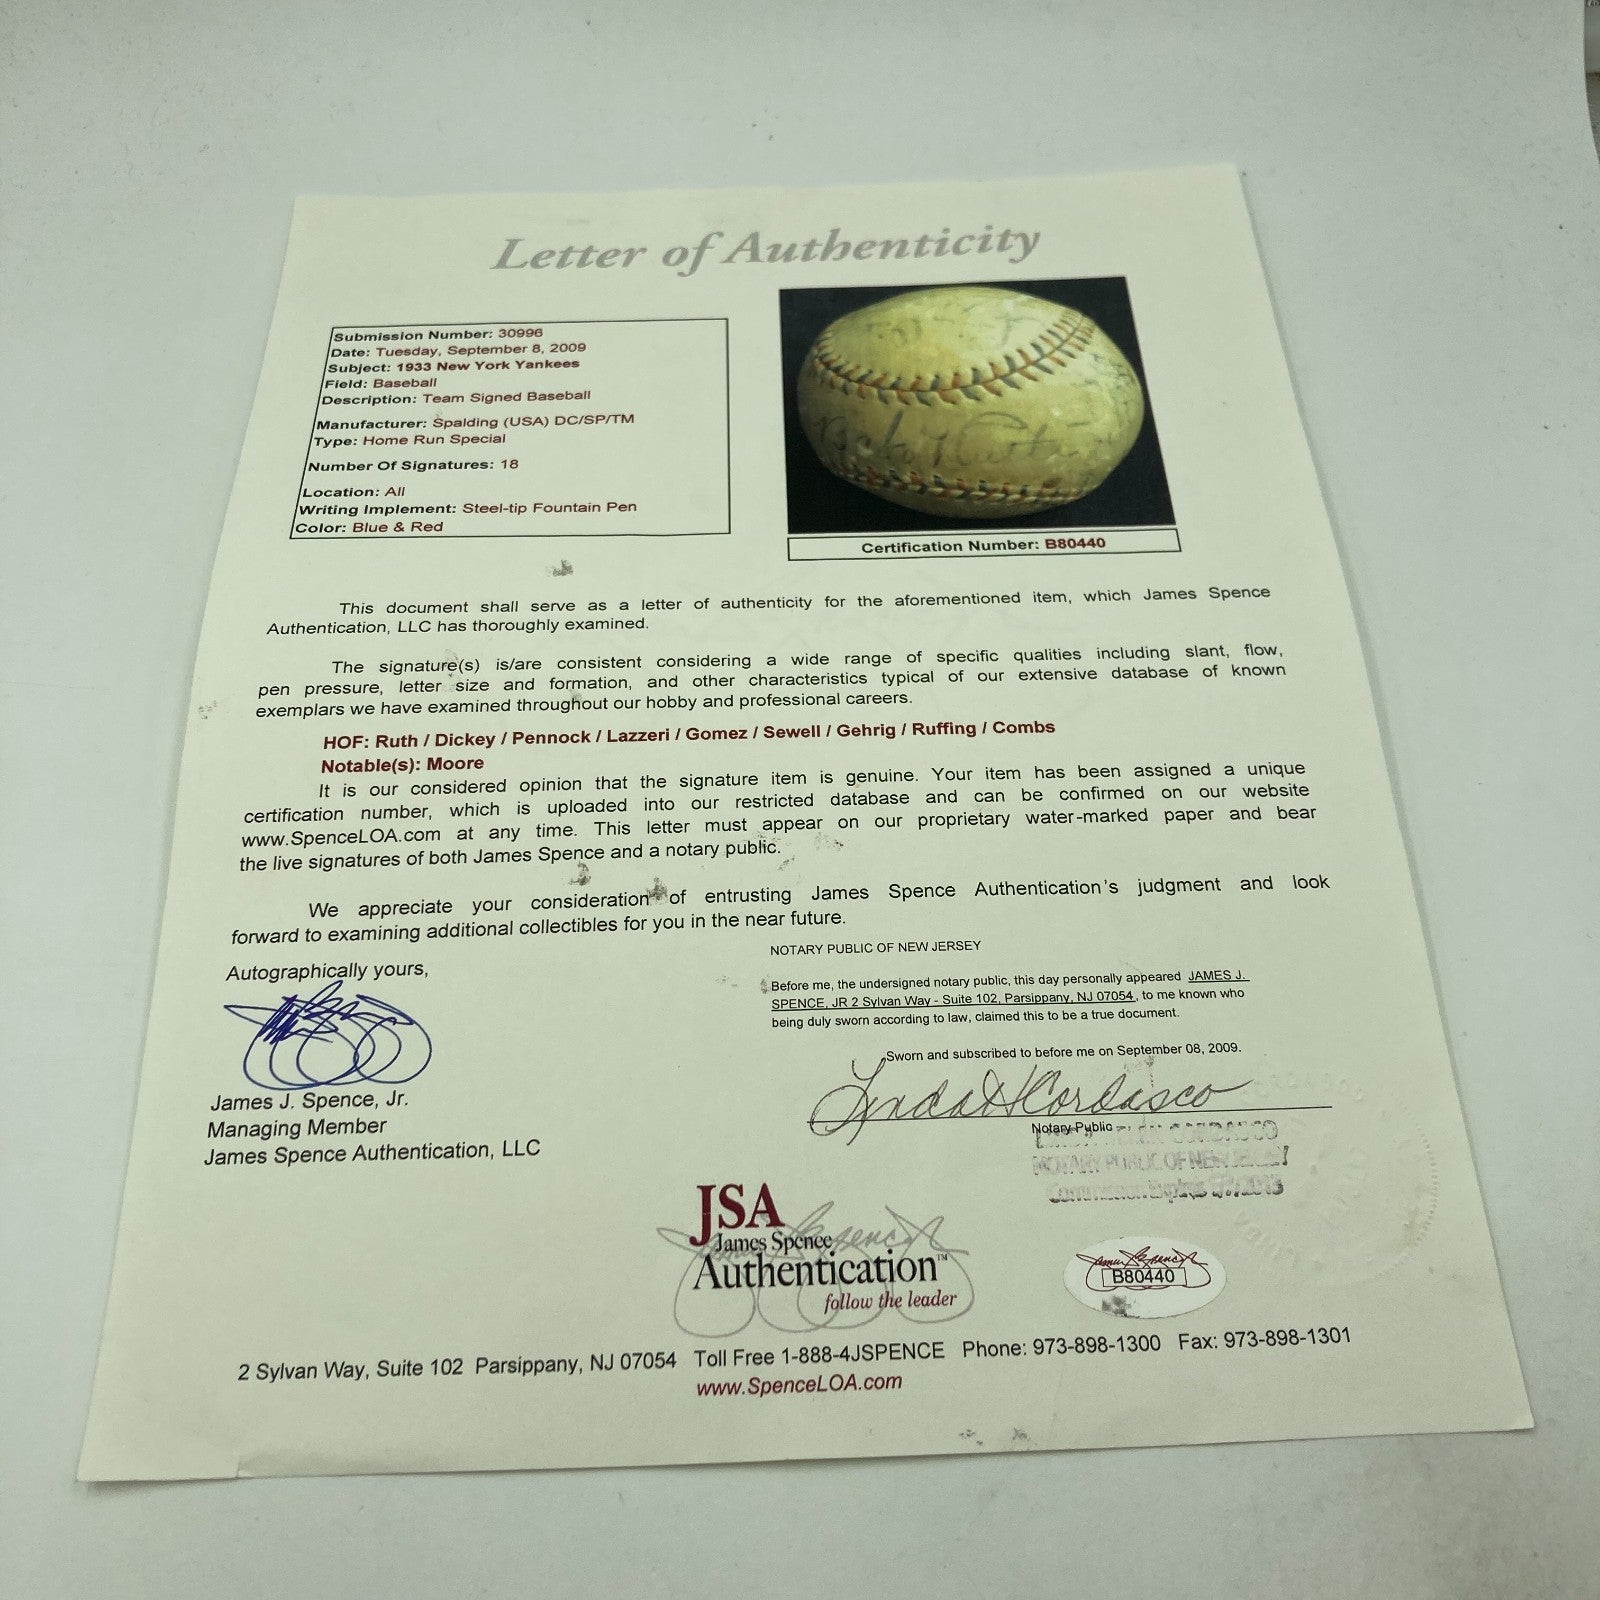 Letter of Authenticity
Submission Number: 30996
Date: Tuesday, September 8, 2009
Subject: 1933 New York Yankees
Field: Baseball
Description: Team Signed Baseball
Manufacturer: Spalding (USA) DC/SP/TM
Type: Home Run Special
Number Of Signatures: 18
Location: All
Writing Implement: Steel-tip Fountain Pen
Color: Blue & Red
Certification Number: B80440
This document shall serve as a letter of authenticity for the aforementioned item, which James Spence
Authentication, LLC has thoroughly examined.
The signature(s) is/are consistent considering a wide range of specific qualities including slant, flow,
pen pressure, letter size and formation, and other characteristics typical of our extensive database of known
exemplars we have examined throughout our hobby and professional careers.
HOF: Ruth / Dickey / Pennock / Lazzeri / Gomez / Sewell / Gehrig / Ruffing / Combs
Notable(s): Moore
It is our considered opinion that the signature item is genuine. Your item has been assigned a unique
certification number, which is uploaded into our restricted database and can be confirmed on our website
www.SpenceLOA.com at any time. This letter must appear on our proprietary water-marked paper and bear
the live signatures of both James Spence and a notary public.
We appreciate your consideration of entrusting James Spence Authentication's judgment and look
forward to examining additional collectibles for you in the near future.
NOTARY PUBLIC OF NEW JERSEY
Autographically yours,
Before me, the undersigned notary public, this day personally appeared JAMES J.
SPENCE, JR 2 Sylvan Way - Suite 102, Parsippany, NJ 07054, to me known who
being duly sworn according to law, claimed this to be a true document.
Sworn and subscribed to before me on September 08, 2009.
Linda H Cordasco
James J. Spence, Jr.
Managing Member
James Spence Authentication, LLC
Notary Public
CORDASCO
NOTARY PUBLIC OF NEW JERSEY
Commission Expires
JSA
James Spence
Authentication™
follow the leader
James Spence
B80440
2 Sylvan Way, Suite 102 Parsippany, NJ 07054 Toll Free 1-888-4JSPENCE Phone: 973-898-1300 Fax: 973-898-1301
www.SpenceLOA.com